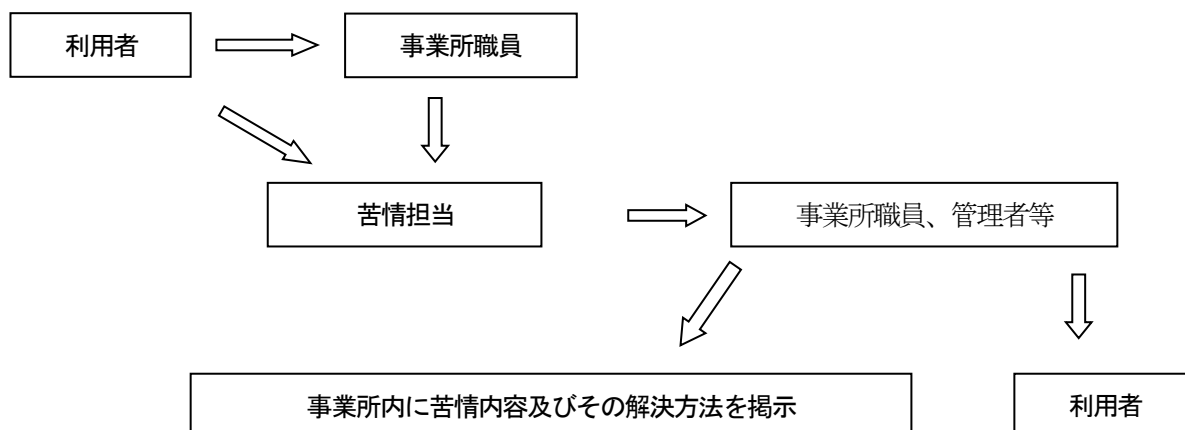 利用者
事業所職員
苦情担当
事業所職員、管理者等
事業所内に苦情内容及びその解決方法を掲示
利用者